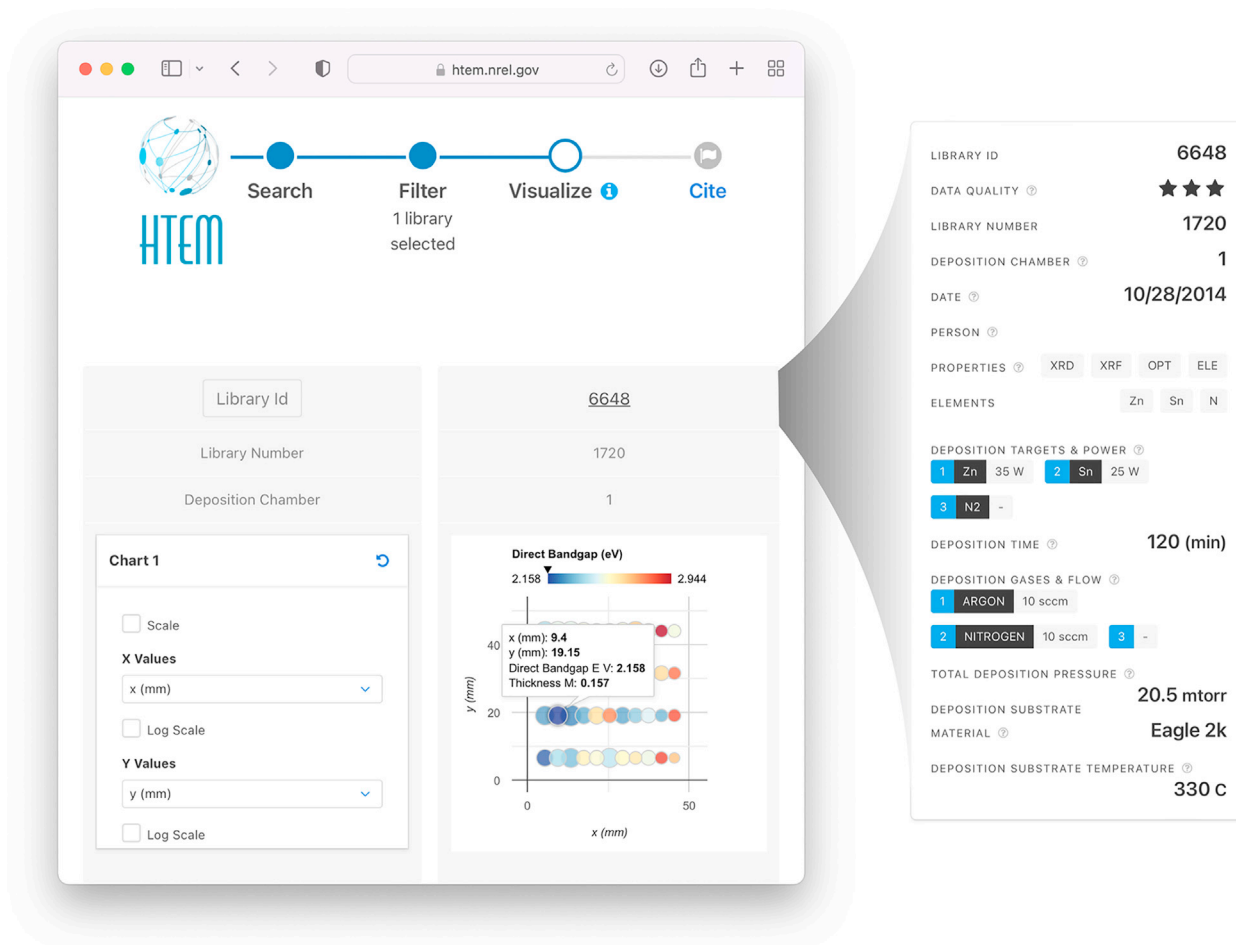 htem.nrel.gov
HTEM
Search
Filter
1 library
selected
Visualize
Cite
Library Id
6648
Library Number
1720
Deposition Chamber
1
Chart 1
Scale
X Values
x (mm)
Log Scale
Y Values
y (mm)
Log Scale
Direct Bandgap (eV)
2.158
2.944
x (mm): 9.4
y (mm): 19.15
Direct Bandgap E V: 2.158
Thickness M: 0.157
y (mm)
40
20
0
0
50
x (mm)
LIBRARY ID 6648
DATA QUALITY ?
LIBRARY NUMBER 1720
DEPOSITION CHAMBER ? 1
DATE ? 10/28/2014
PERSON ?
PROPERTIES ? XRD XRF OPT ELE
ELEMENTS Zn Sn N
DEPOSITION TARGETS & POWER ?
1 Zn 35 W 2 Sn 25 W
3 N2 -
DEPOSITION TIME ? 120 (min)
DEPOSITION GASES & FLOW ?
1 ARGON 10 sccm
2 NITROGEN 10 sccm 3 -
TOTAL DEPOSITION PRESSURE ?
20.5 mtorr
DEPOSITION SUBSTRATE
MATERIAL ? Eagle 2k
DEPOSITION SUBSTRATE TEMPERATURE ?
330 C